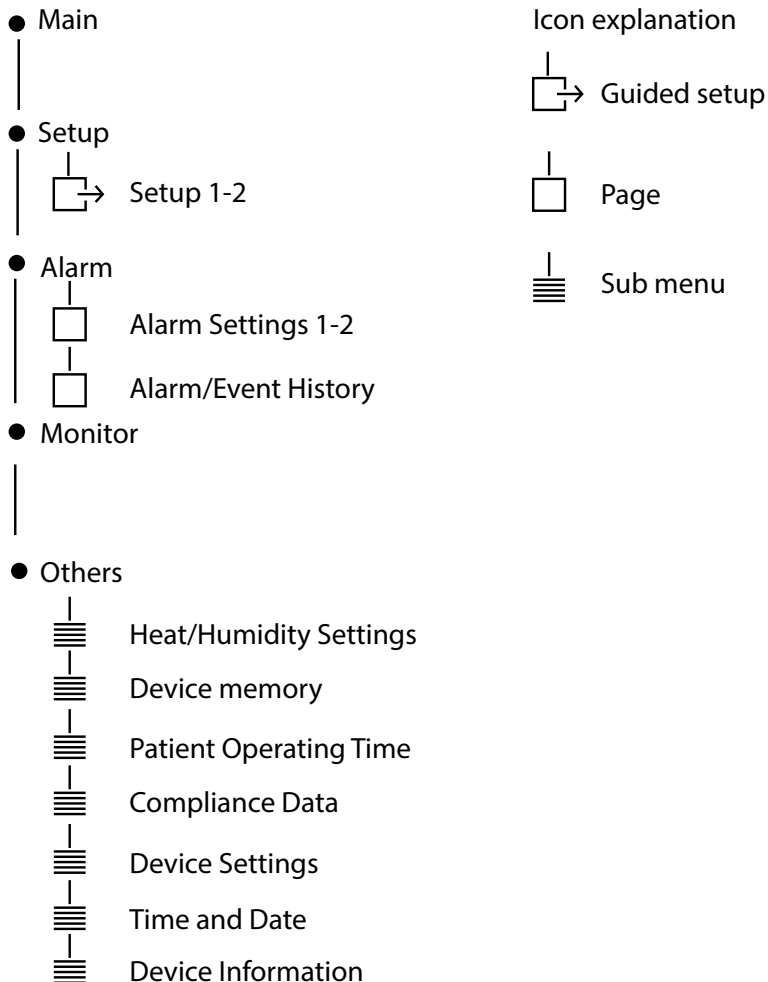 Main
Setup
Setup 1-2
Alarm
Alarm Settings 1-2
Alarm/Event History
Monitor
Others
Heat/Humidity Settings
Device memory
Patient Operating Time
Compliance Data
Device Settings
Time and Date
Device Information
Icon explanation
Guided setup
Page
Sub menu